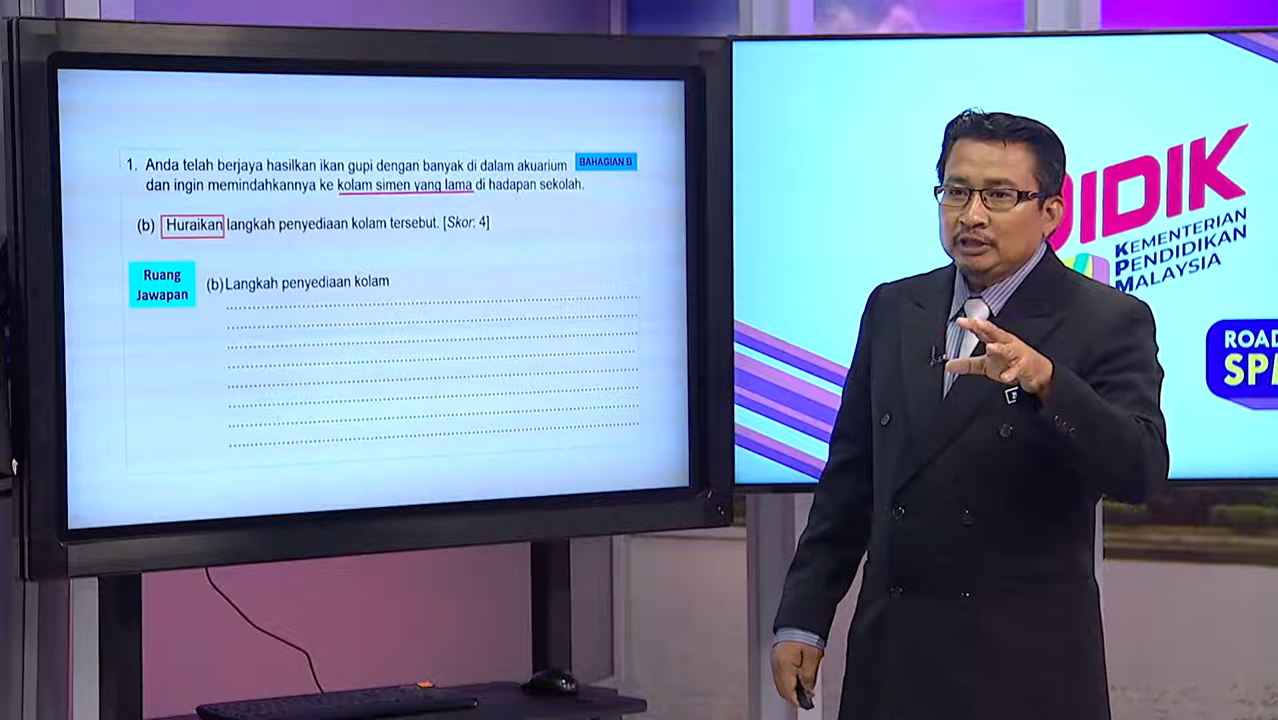 1. Anda telah berjaya hasilkan ikan gupi dengan banyak di dalam akuarium
BAHAGIAN B
dan ingin memindahkannya ke kolam simen yang lama di hadapan sekolah.
(b) Huraikan langkah penyediaan kolam tersebut. [Skor: 4]
Ruang
Jawapan
(b) Langkah penyediaan kolam
DIDIK
KEMENTERIAN
PENDIDIKAN
MALAYSIA
ROAD